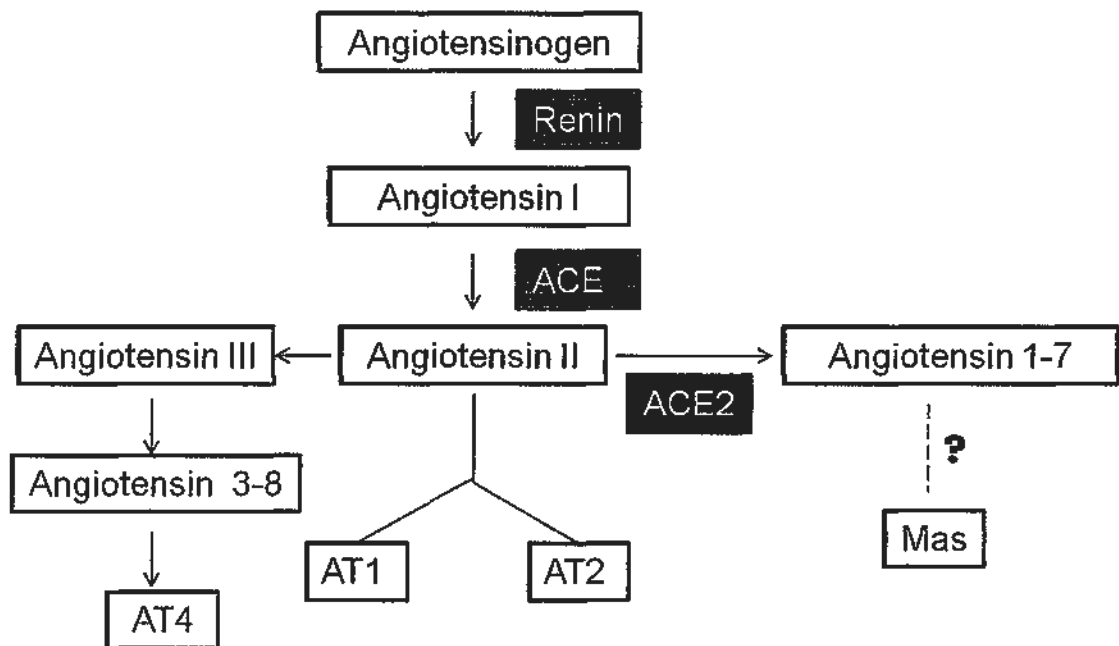 Angiotensinogen
Renin
Angiotensin I
ACE
Angiotensin III
Angiotensin II
Angiotensin 1-7
ACE2
?
Angiotensin 3-8
Mas
AT1
AT2
AT4